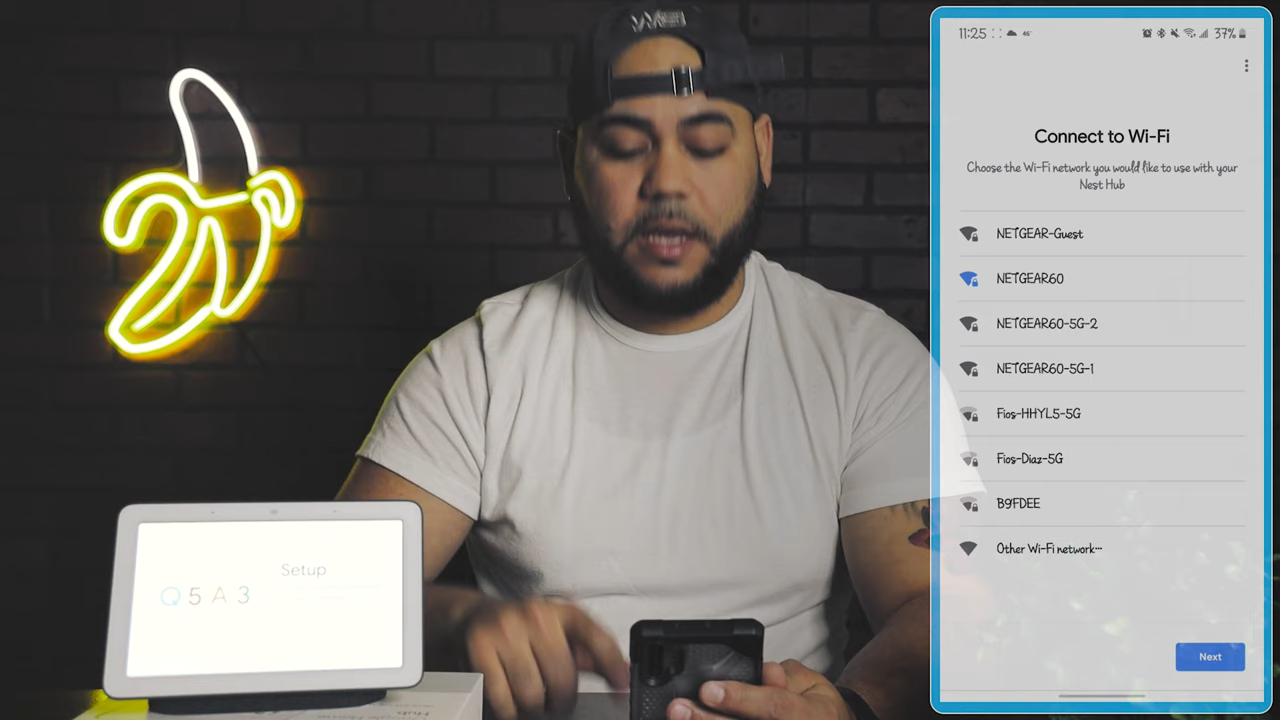 11:25
46°
37%
Connect to Wi-Fi
Choose the Wi-Fi network you would like to use with your
Nest Hub
NETGEAR-Guest
NETGEAR60
NETGEAR60-5G-2
NETGEAR60-5G-1
Fios-HHYL5-5G
Fios-Diaz-5G
B9FDEE
Other Wi-Fi network...
Next
Setup
Q5A3